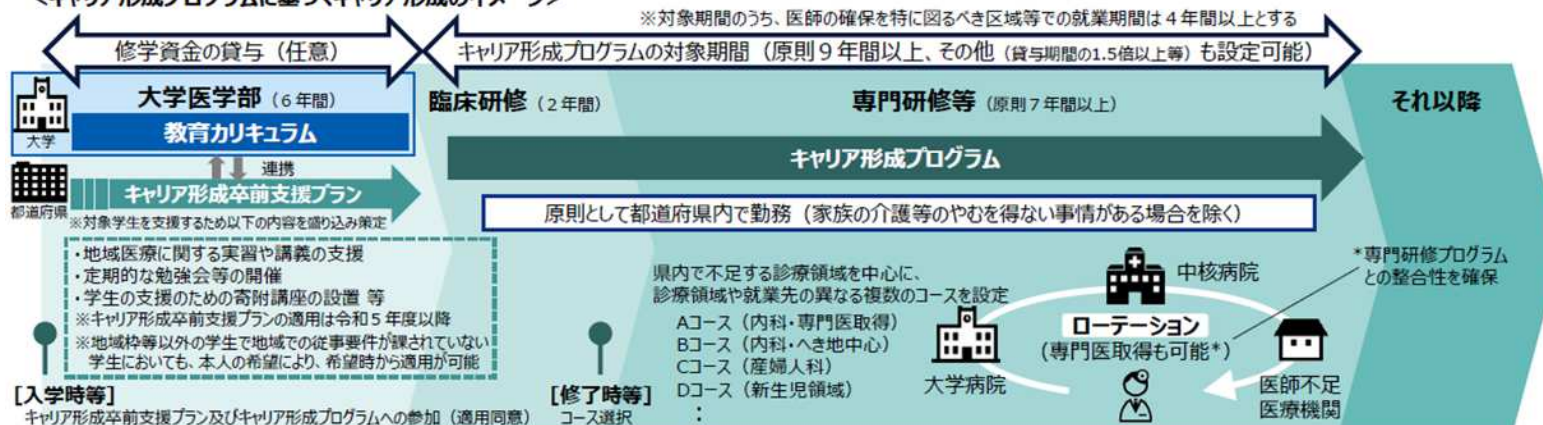 <キャリア形成プログラムに基づくキャリア形成のイメージ>
※対象期間のうち、医師の確保を特に図るべき区域等での就業期間は4年間以上とする
修学資金の貸与（任意）
キャリア形成プログラムの対象期間（原則９年間以上、その他（貸与期間の1.5倍以上等）も設定可能）
大学医学部（６年間）
臨床研修（２年間）
専門研修等（原則７年間以上）
それ以降
大学
教育カリキュラム
連携
キャリア形成プログラム
都道府県
キャリア形成卒前支援プラン
※対象学生を支援するため以下の内容を盛り込み策定
原則として都道府県内で勤務（家族の介護等のやむを得ない事情がある場合を除く）
・地域医療に関する実習や講義の支援
・定期的な勉強会等の開催
・学生の支援のための寄附講座の設置 等
※キャリア形成卒前支援プランの適用は令和５年度以降
※地域枠等以外の学生で地域での従事要件が課されていない
学生においても、本人の希望により、希望時から適用が可能
[入学時等]
キャリア形成卒前支援プラン及びキャリア形成プログラムへの参加（適用同意）
[修了時等]
コース選択
県内で不足する診療領域を中心に、
診療領域や就業先の異なる複数のコースを設定
Aコース（内科・専門医取得）
Bコース（内科・へき地中心）
Cコース（産婦人科）
Dコース（新生児領域）
：
中核病院
*専門研修プログラム
との整合性を確保
ローテーション
（専門医取得も可能*）
大学病院
医師不足
医療機関